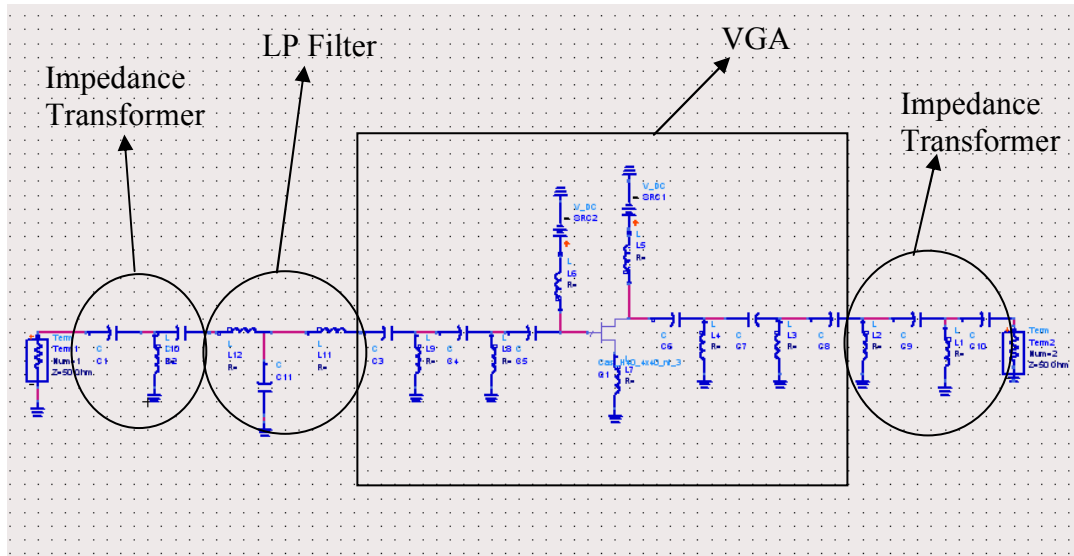 LP Filter
VGA
Impedance
Transformer
Impedance
Transformer
V_DC
SRC1
V_DC
SRC2
L
L5
R=
L
L6
R=
Term
Term 1
Num=1
Z=50 Ohm
C
C1
L
L10
R=
C
L
L12
R=
C
C11
L
L11
R=
C
C3
L
L9
R=
C
C4
L
L8
R=
C
C5
L
L7
R=
C
C6
L
L4
R=
C
C7
L
L3
R=
C
C8
L
L2
R=
C
C9
L
L1
R=
C
Term
Term2
Num=2
Z=50 Ohm